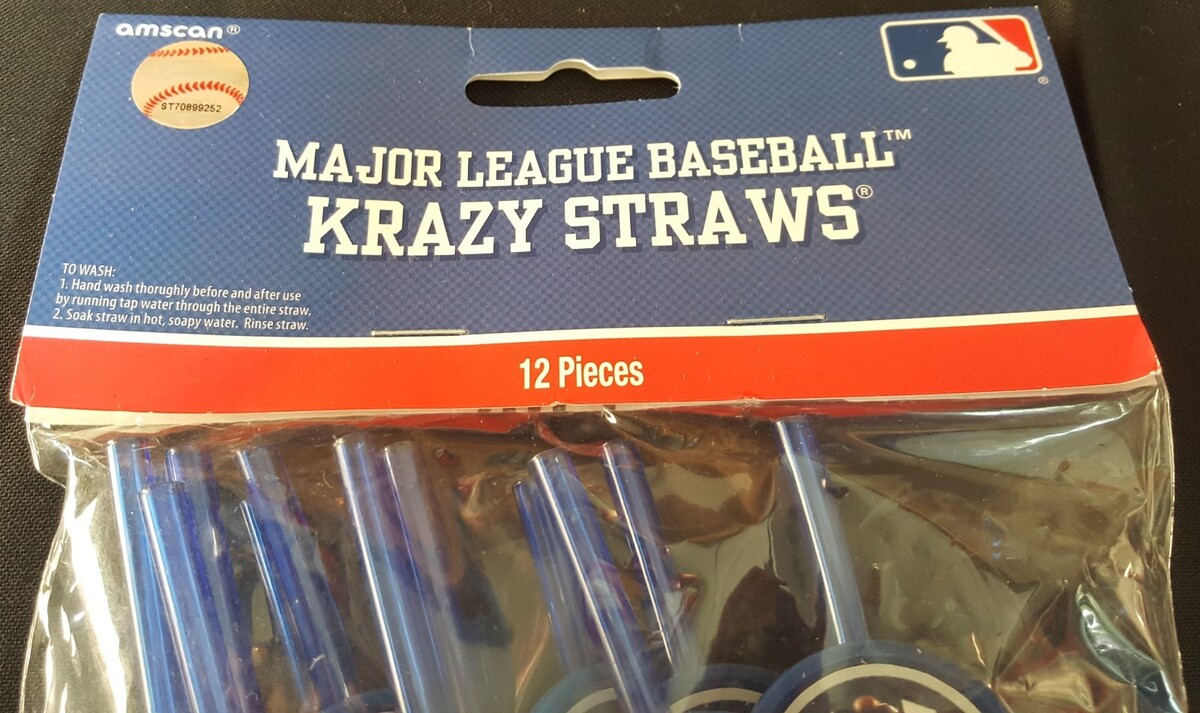 amscan®
ST70899252
MAJOR LEAGUE BASEBALL™
KRAZY STRAWS®
TO WASH:
1. Hand wash thorughly before and after use
by running tap water through the entire straw.
2. Soak straw in hot, soapy water. Rinse straw.
12 Pieces